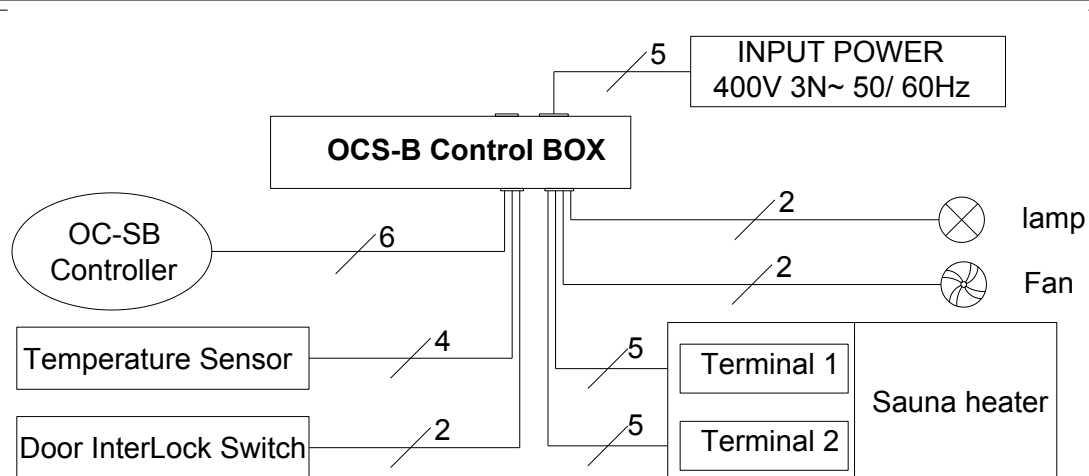 5
INPUT POWER
400V 3N~ 50/ 60Hz
OCS-B Control BOX
OC-SB
Controller
6
2
lamp
2
Fan
Temperature Sensor
4
5
Terminal 1
Sauna heater
Door InterLock Switch
2
5
Terminal 2